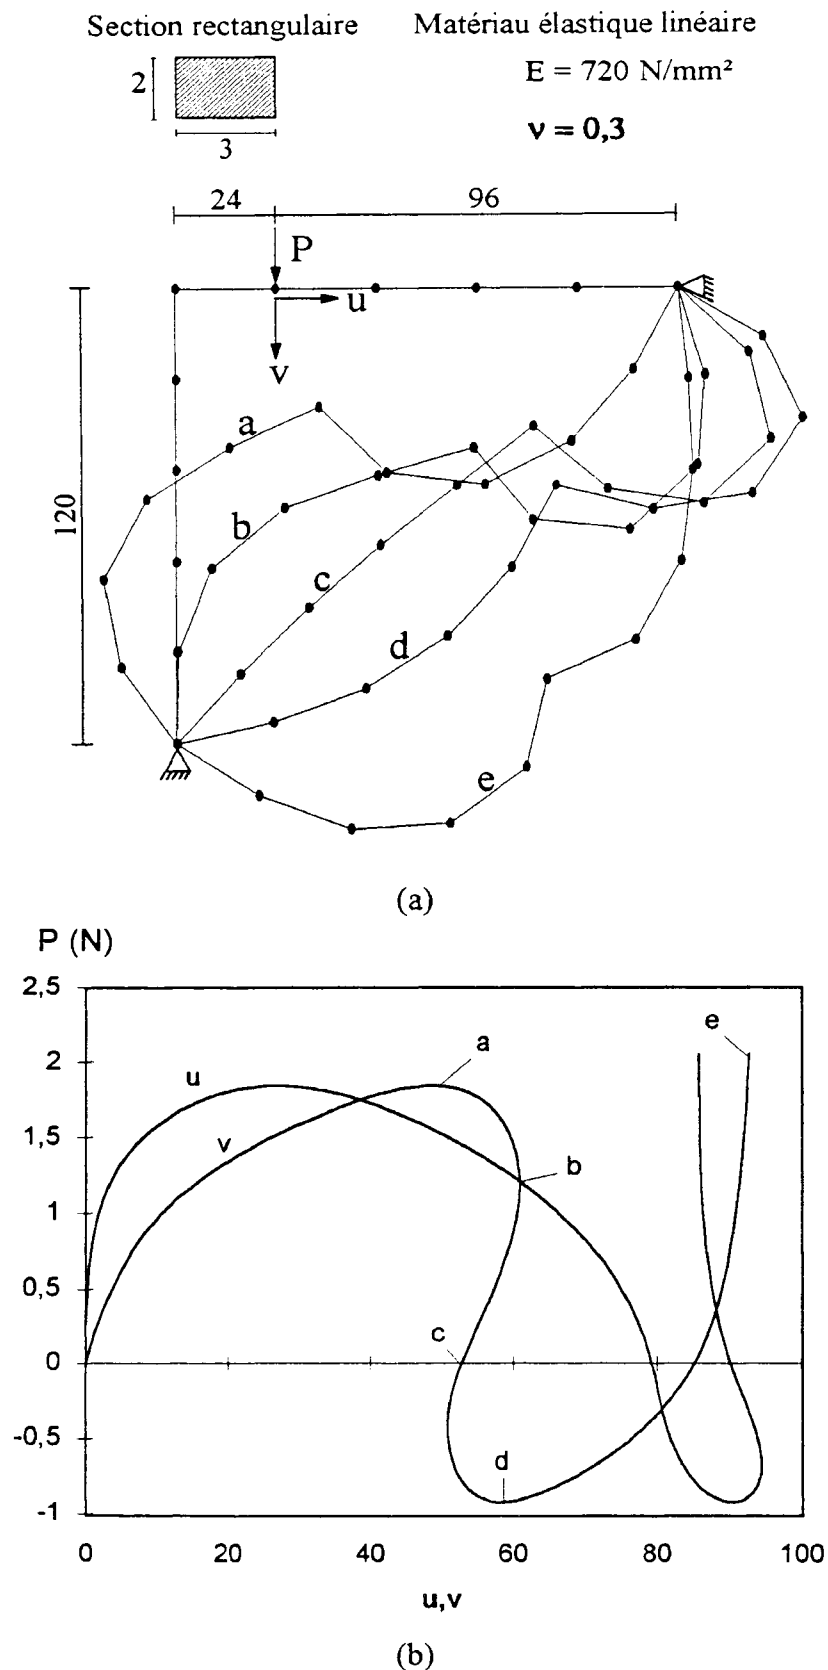 Section rectangulaire
Matériau élastique linéaire
2
3
E = 720 N/mm²
ν = 0,3
24
96
P
u
v
120
a
b
c
d
e
(a)
P (N)
2,5
2
1,5
1
0,5
0
-0,5
-1
u
v
a
b
c
d
e
0
20
40
60
80
100
u,v
(b)